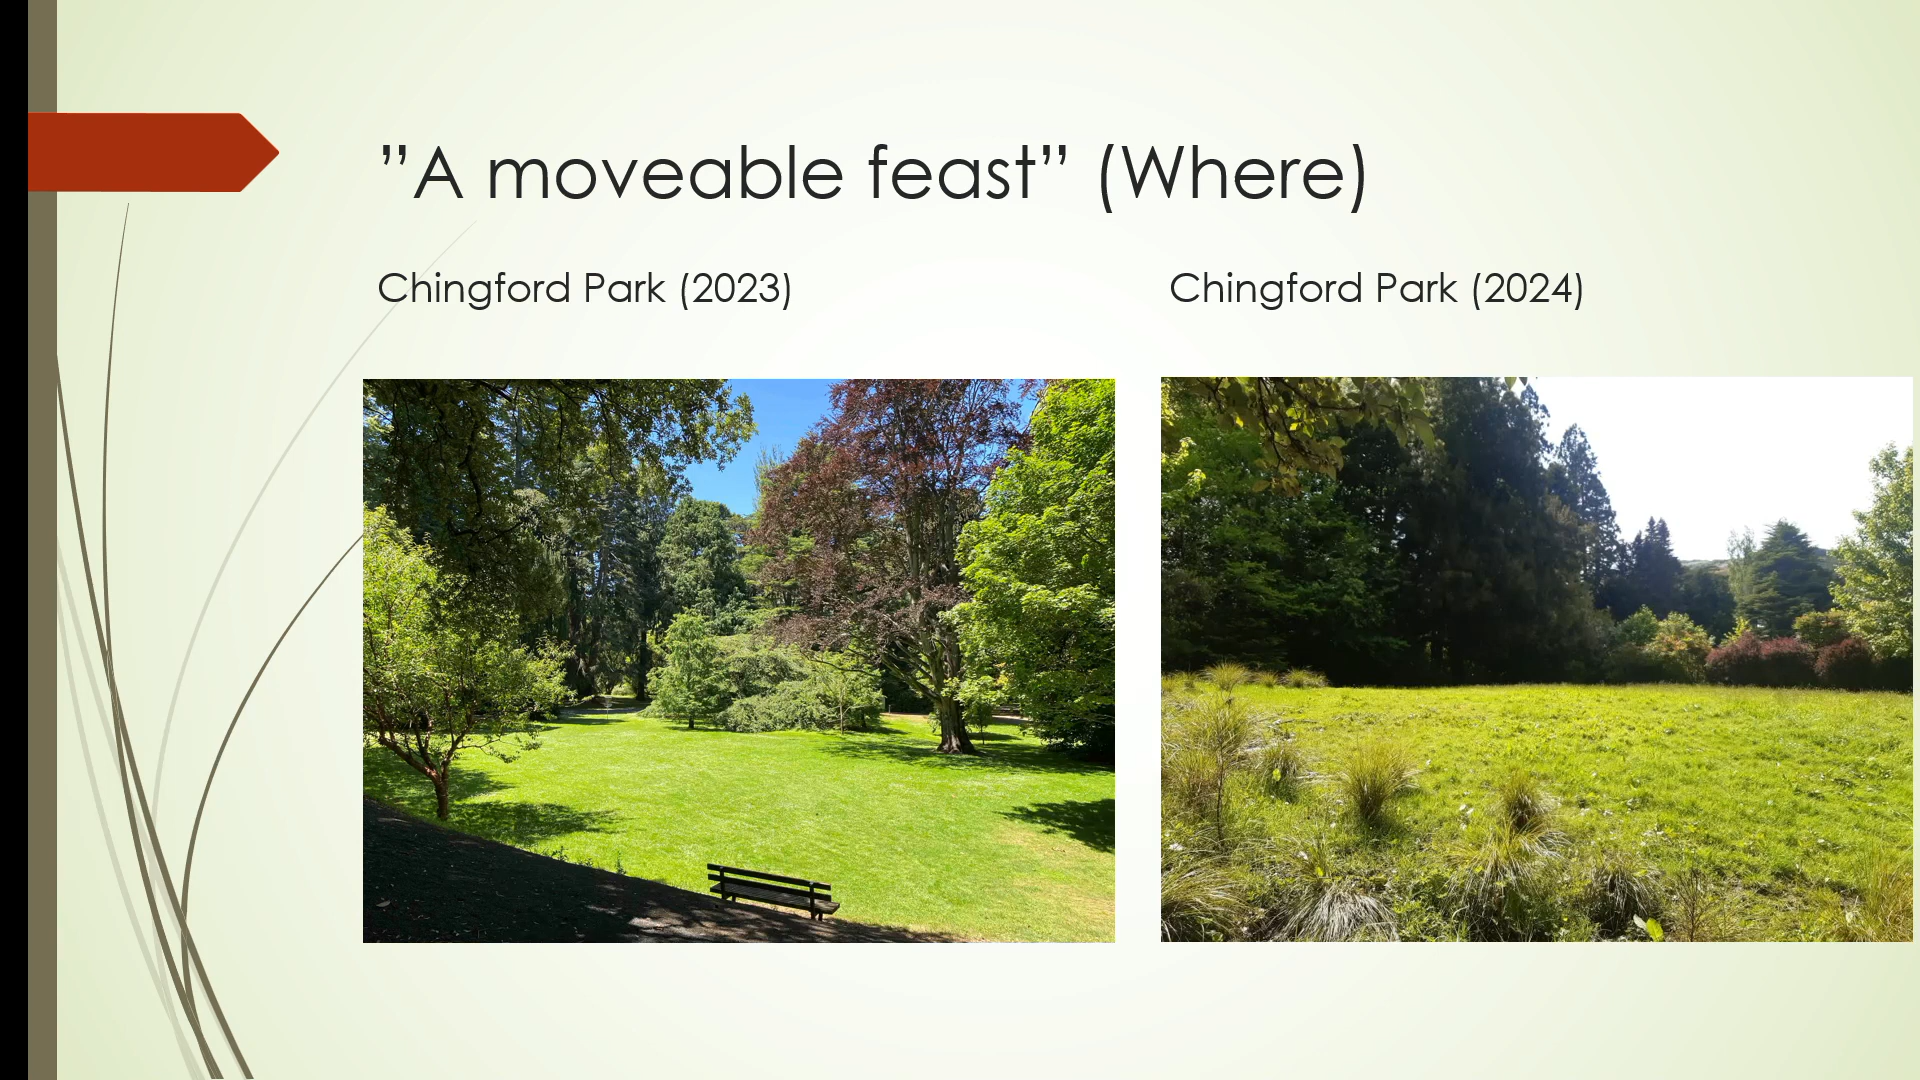 ”A moveable feast” (Where)
Chingford Park (2023)
Chingford Park (2024)